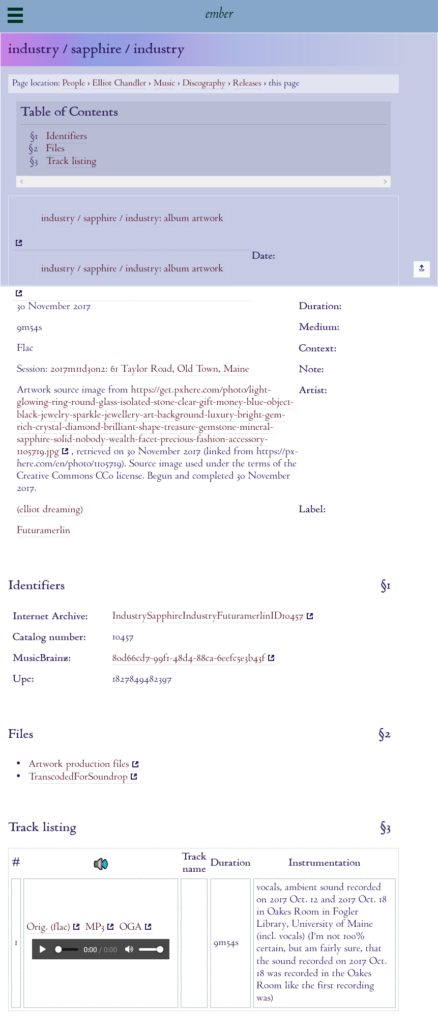 ember
industry / sapphire / industry
Page location: People › Elliot Chandler › Music › Discography › Releases › this page
Table of Contents
§1 Identifiers
§2 Files
§3 Track listing
industry / sapphire / industry: album artwork
Date:
industry / sapphire / industry: album artwork
30 November 2017 Duration:
9m54s Medium:
Flac Context:
Session: 2017m11d30n2: 61 Taylor Road, Old Town, Maine Note:
Artwork source image from https://get.pxhere.com/photo/light- Artist:
glowing-ring-round-glass-isolated-stone-clear-gift-money-blue-object-
black-jewelry-sparkle-jewellery-art-background-luxury-bright-gem-
rich-crystal-diamond-brilliant-shape-treasure-gemstone-mineral-
sapphire-solid-nobody-wealth-facet-precious-fashion-accessory-
1105719.jpg , retrieved on 30 November 2017 (linked from https://px-
here.com/en/photo/1105719). Source image used under the terms of the
Creative Commons CC0 license. Begun and completed 30 November
2017.
(elliot dreaming) Label:
Futuramerlin
Identifiers §1
Internet Archive: IndustrySapphireIndustryFuturamerlinID10457
Catalog number: 10457
MusicBrainz: 80d66cd7-99f1-48d4-88ca-6eefc5e3b43f
Upc: 1827849482397
Files §2
• Artwork production files
• TranscodedForSoundrop
Track listing §3
# Track name Duration Instrumentation
1 Orig. (flac) MP3 OGA
0:00 / 0:00
9m54s
vocals, ambient sound recorded
on 2017 Oct. 12 and 2017 Oct. 18
in Oakes Room in Fogler
Library, University of Maine
(incl. vocals) (I'm not 100%
certain, but am fairly sure, that
the sound recorded on 2017 Oct.
18 was recorded in the Oakes
Room like the first recording
was)